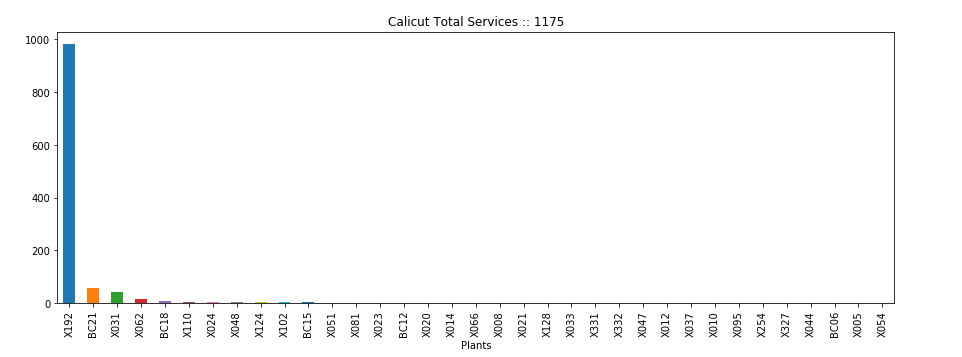 Calicut Total Services :: 1175
1000
800
600
400
200
0
X192
BC21
X031
X062
BC18
X110
X024
X048
X124
X102
BC15
X051
X081
X023
BC12
X020
X014
X066
X008
X021
X128
X033
X331
X332
X047
X012
X037
X010
X095
X254
X327
X044
BC06
X005
X054
Plants